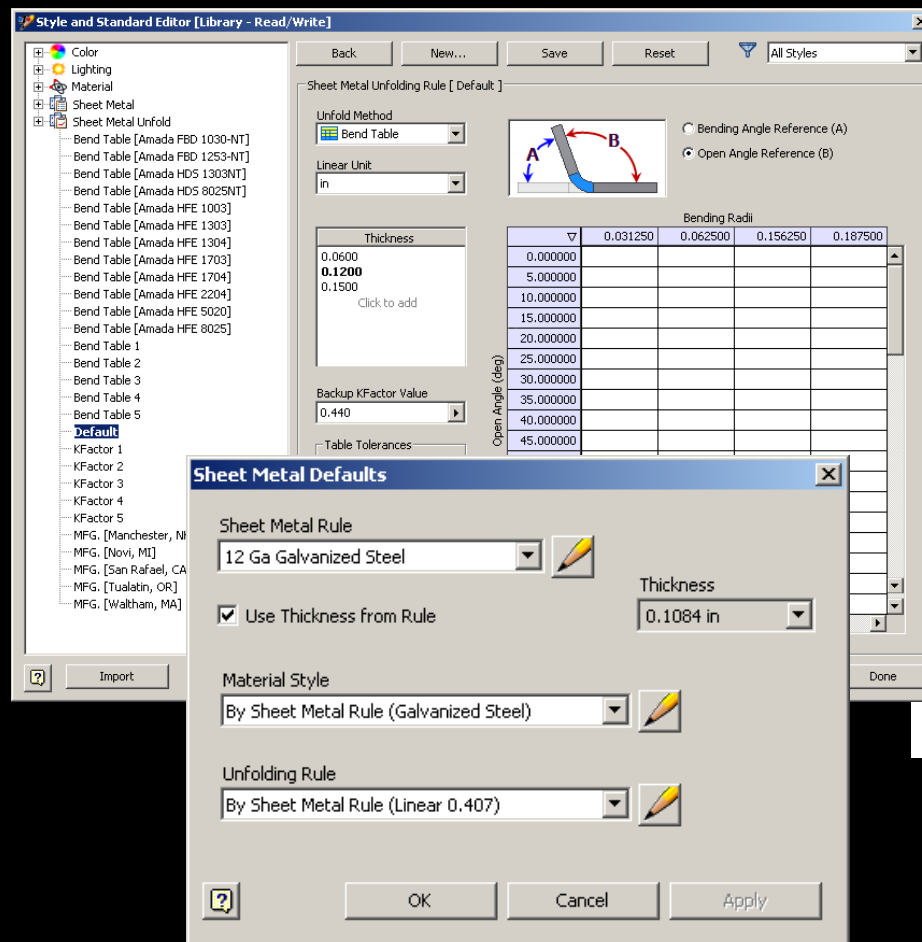 Style and Standard Editor [Library - Read/Write]
Color
Lighting
Material
Sheet Metal
Sheet Metal Unfold
Bend Table [Amada FBD 1030-NT]
Bend Table [Amada FBD 1253-NT]
Bend Table [Amada HDS 1303NT]
Bend Table [Amada HDS 8025NT]
Bend Table [Amada HFE 1003]
Bend Table [Amada HFE 1303]
Bend Table [Amada HFE 1304]
Bend Table [Amada HFE 1703]
Bend Table [Amada HFE 1704]
Bend Table [Amada HFE 2204]
Bend Table [Amada HFE 5020]
Bend Table [Amada HFE 8025]
Bend Table 1
Bend Table 2
Bend Table 3
Bend Table 4
Bend Table 5
Default
KFactor 1
KFactor 2
KFactor 3
KFactor 4
KFactor 5
MFG. [Manchester, 
MFG. [Novi, MI]
MFG. [San Rafael, CA
MFG. [Tualatin, OR]
MFG. [Waltham, MA]
Import
Back New... Save Reset All Styles
Sheet Metal Unfolding Rule [ Default ]
Unfold Method
Bend Table
Linear Unit
in
A B
Bending Angle Reference (A)
Open Angle Reference (B)
Thickness
0.0600
0.1200
0.1500
Click to add
Backup KFactor Value
0.440
Table Tolerances
Bending Radii
0.031250 0.062500 0.156250 0.187500
Open Angle (deg)
0.000000
5.000000
10.000000
15.000000
20.000000
25.000000
30.000000
35.000000
40.000000
45.000000
Done
Sheet Metal Defaults
Sheet Metal Rule
12 Ga Galvanized Steel
Use Thickness from Rule
Thickness
0.1084 in
Material Style
By Sheet Metal Rule (Galvanized Steel)
Unfolding Rule
By Sheet Metal Rule (Linear 0.407)
OK Cancel Apply